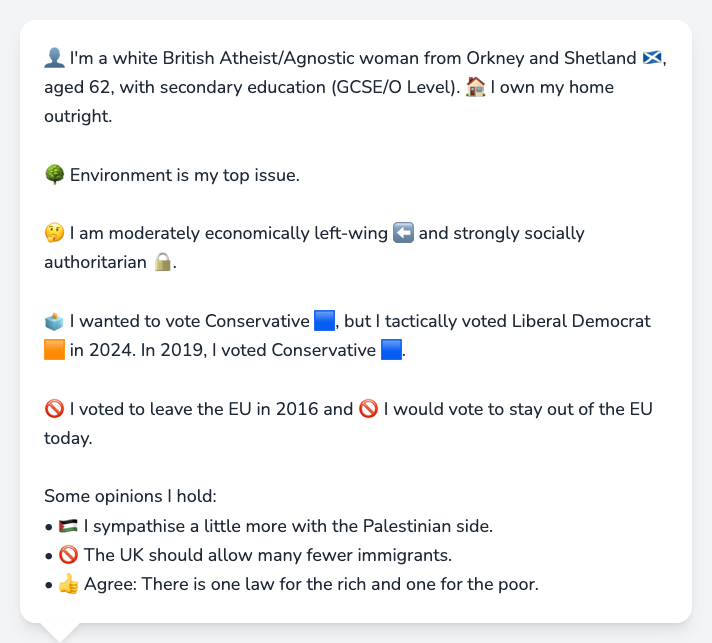 👤 I'm a white British Atheist/Agnostic woman from Orkney and Shetland 🏴󠁧󠁢󠁳󠁣󠁴󠁿,
aged 62, with secondary education (GCSE/O Level). 🏠 I own my home
outright.
🌳 Environment is my top issue.
🤔 I am moderately economically left-wing ⬅️ and strongly socially
authoritarian 🔒.
🗳️ I wanted to vote Conservative 🟦, but I tactically voted Liberal Democrat
🟧 in 2024. In 2019, I voted Conservative 🟦.
🚫 I voted to leave the EU in 2016 and 🚫 I would vote to stay out of the EU
today.
Some opinions I hold:
• 🇵🇸 I sympathise a little more with the Palestinian side.
• 🚫 The UK should allow many fewer immigrants.
• 👍 Agree: There is one law for the rich and one for the poor.